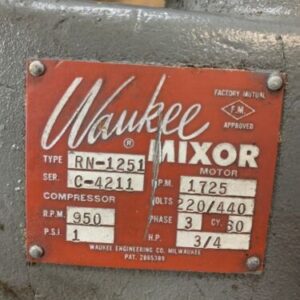 FACTORY MUTUAL
F.M.
APPROVED
Waukee
® MIXOR
TYPE RN-1251 MOTOR
SER. C-4211 R.P.M. 1725
COMPRESSOR VOLTS 220/440
R.P.M. 950 PHASE 3 CY. 60
P.S.I 1 H.P. 3/4
WAUKEE ENGINEERING CO. MILWAUKEE
PAT. 2865389